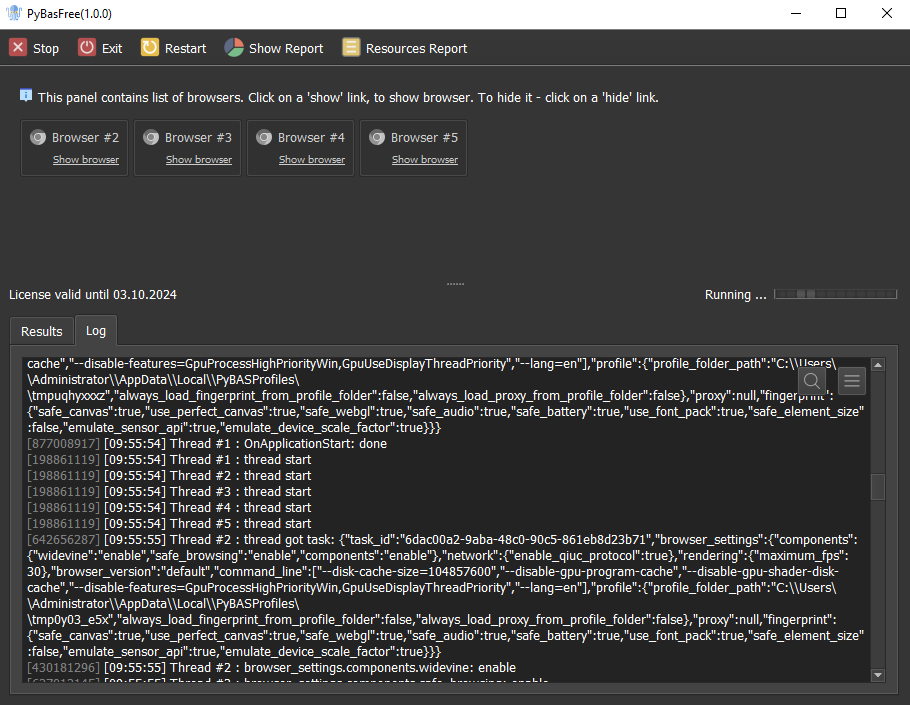 PyBasFree(1.0.0)
Stop Exit Restart Show Report Resources Report
This panel contains list of browsers. Click on a 'show' link, to show browser. To hide it - click on a 'hide' link.
Browser #2 Browser #3 Browser #4 Browser #5
Show browser Show browser Show browser Show browser
License valid until 03.10.2024 Running ...
Results Log
cache","--disable-features=GpuProcessHighPriorityWin,GpuUseDisplayThreadPriority","--lang=en"],"profile":{"profile_folder_path":"C:\\Users\
\Administrator\\AppData\\Local\\PyBASProfiles\
\tmpuqhyxxxz","always_load_fingerprint_from_profile_folder":false,"always_load_proxy_from_profile_folder":false},"proxy":null,"fingerprint":
{"safe_canvas":true,"use_perfect_canvas":true,"safe_webgl":true,"safe_audio":true,"safe_battery":true,"use_font_pack":true,"safe_element_size"
:false,"emulate_sensor_api":true,"emulate_device_scale_factor":true}}}
[877008917] [09:55:54] Thread #1 : OnApplicationStart: done
[198861119] [09:55:54] Thread #1 : thread start
[198861119] [09:55:54] Thread #2 : thread start
[198861119] [09:55:54] Thread #3 : thread start
[198861119] [09:55:54] Thread #4 : thread start
[198861119] [09:55:54] Thread #5 : thread start
[642656287] [09:55:55] Thread #2 : thread got task: {"task_id":"6dac00a2-9aba-48c0-90c5-861eb8d23b71","browser_settings":{"components":
{"widevine":"enable","safe_browsing":"enable","components":"enable"},"network":{"enable_qiuc_protocol":true},"rendering":{"maximum_fps":
30},"browser_version":"default","command_line":["--disk-cache-size=104857600","--disable-gpu-program-cache","--disable-gpu-shader-disk-
cache","--disable-features=GpuProcessHighPriorityWin,GpuUseDisplayThreadPriority","--lang=en"],"profile":{"profile_folder_path":"C:\\Users\
\Administrator\\AppData\\Local\\PyBASProfiles\
\tmp0y03_e5x","always_load_fingerprint_from_profile_folder":false,"always_load_proxy_from_profile_folder":false},"proxy":null,"fingerprint":
{"safe_canvas":true,"use_perfect_canvas":true,"safe_webgl":true,"safe_audio":true,"safe_battery":true,"use_font_pack":true,"safe_element_size"
:false,"emulate_sensor_api":true,"emulate_device_scale_factor":true}}}
[430181296] [09:55:55] Thread #2 : browser_settings.components.widevine: enable
[09:55:55] Thread #2 : browser_settings.components.safe_browsing: enable